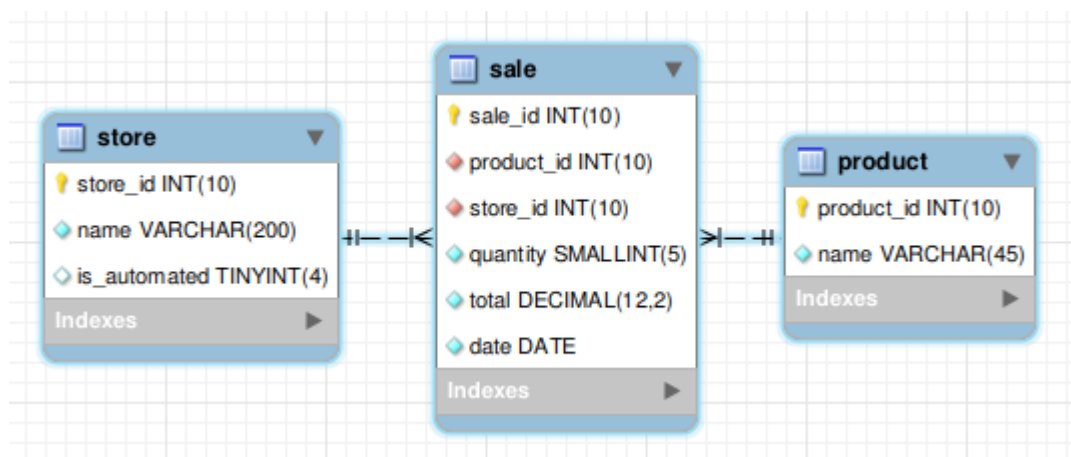 store
store_id INT(10)
name VARCHAR(200)
is_automated TINYINT(4)
Indexes
sale
sale_id INT(10)
product_id INT(10)
store_id INT(10)
quantity SMALLINT(5)
total DECIMAL(12,2)
date DATE
Indexes
product
product_id INT(10)
name VARCHAR(45)
Indexes